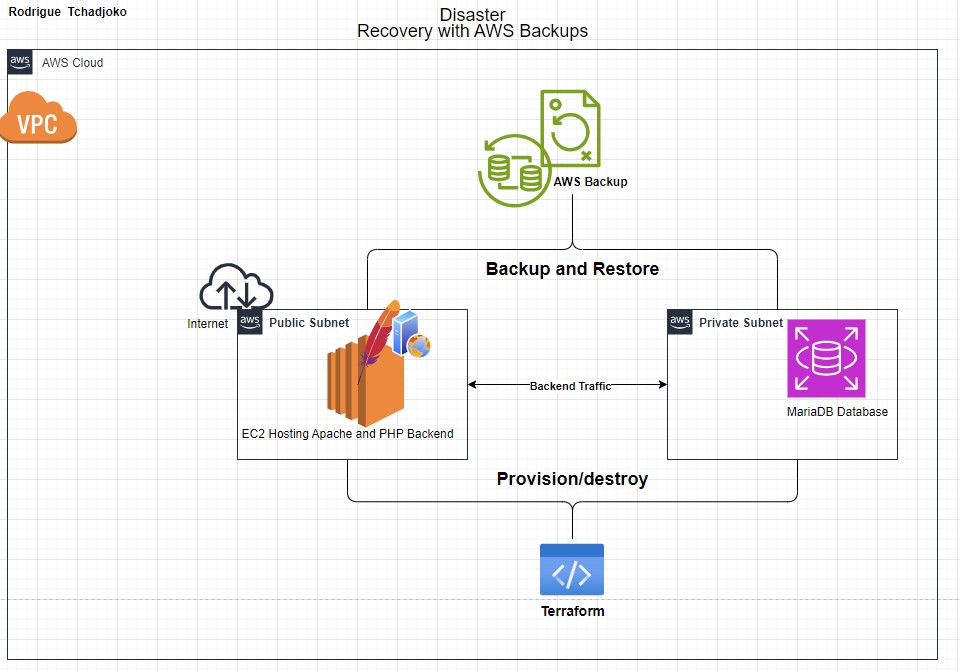 Rodrigue Tchadjoko
Disaster
Recovery with AWS Backups
aws
AWS Cloud
VPC
AWS Backup
Backup and Restore
Internet
aws
Public Subnet
aws
Private Subnet
Backend Traffic
MariaDB Database
EC2 Hosting Apache and PHP Backend
Provision/destroy
</>
Terraform